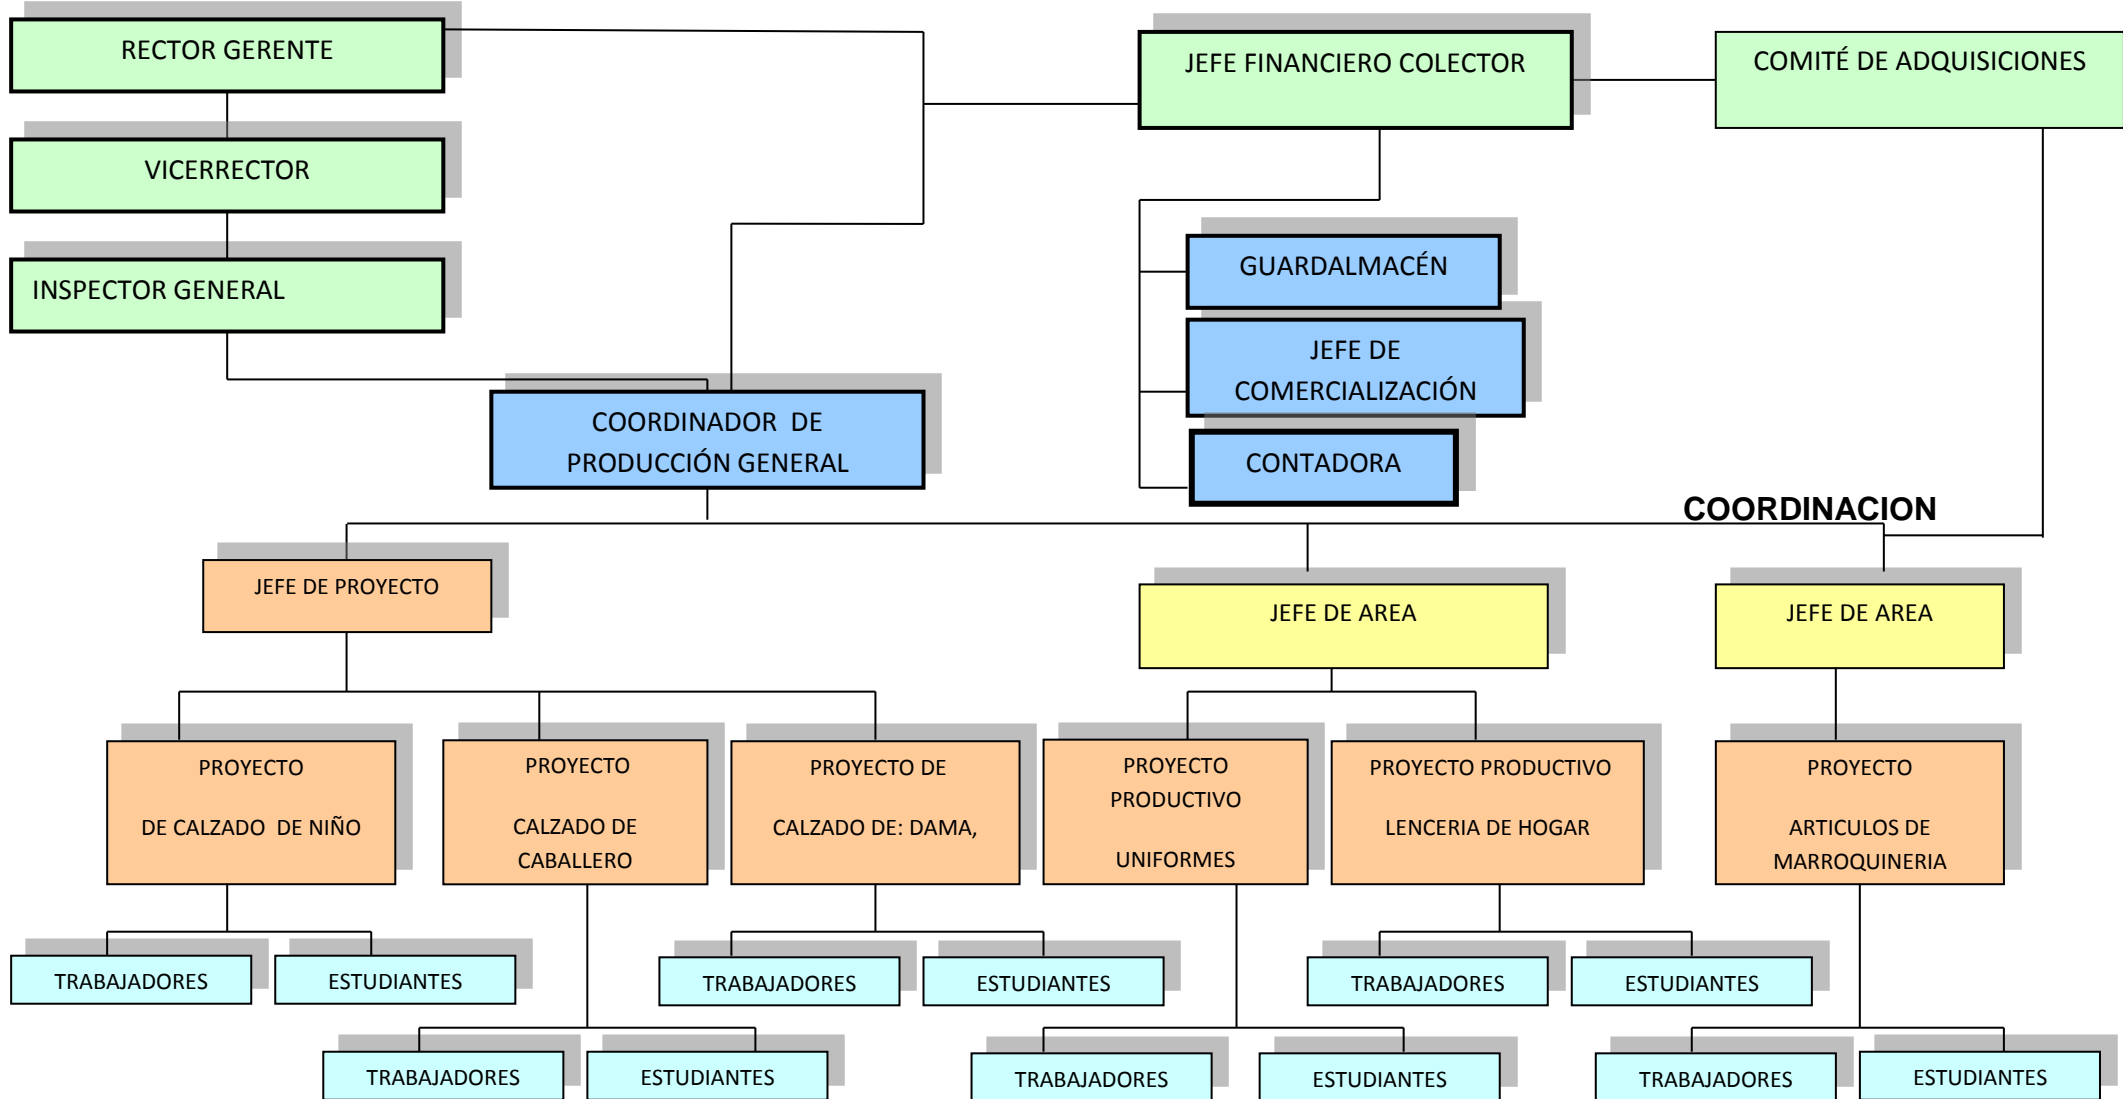 RECTOR GERENTE
JEFE FINANCIERO COLECTOR
COMITÉ DE ADQUISICIONES
VICERRECTOR
INSPECTOR GENERAL
GUARDALMACÉN
JEFE DE
COMERCIALIZACIÓN
COORDINADOR DE
PRODUCCIÓN GENERAL
CONTADORA
COORDINACION
JEFE DE PROYECTO
JEFE DE AREA
JEFE DE AREA
PROYECTO
DE CALZADO DE NIÑO
PROYECTO
CALZADO DE
CABALLERO
PROYECTO DE
CALZADO DE: DAMA,
PROYECTO
PRODUCTIVO
UNIFORMES
PROYECTO PRODUCTIVO
LENCERIA DE HOGAR
PROYECTO
ARTICULOS DE
MARROQUINERIA
TRABAJADORES
ESTUDIANTES
TRABAJADORES
ESTUDIANTES
TRABAJADORES
ESTUDIANTES
TRABAJADORES
ESTUDIANTES
TRABAJADORES
ESTUDIANTES
TRABAJADORES
ESTUDIANTES